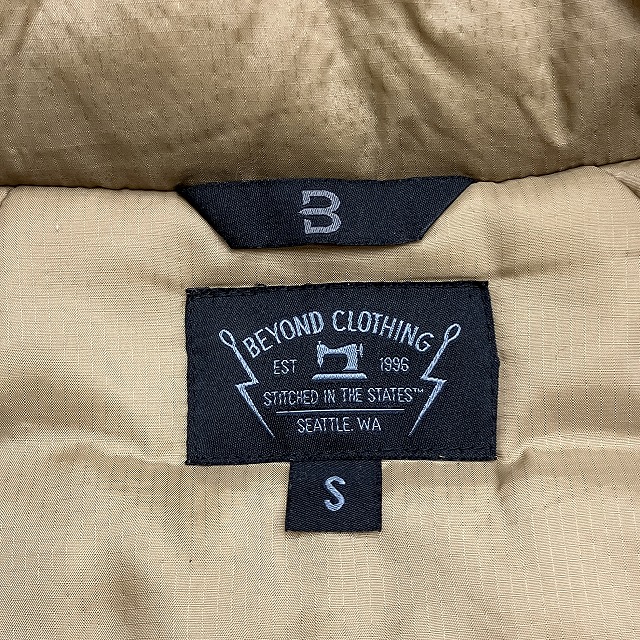 B
BEYOND CLOTHING
EST 1996
STITCHED IN THE STATES™
SEATTLE, WA
S